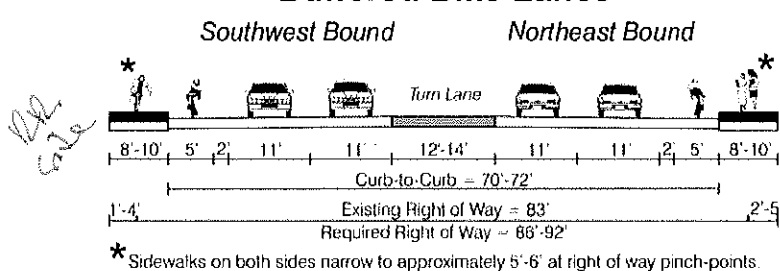 Southwest Bound Northeast Bound
* *
Turn Lane
8'-10' 5' 2' 11' 11' 12'-14' 11' 11' 2' 5' 8'-10'
Curb-to-Curb = 70'-72'
1'-4' Existing Right of Way = 83' 2'-5
Required Right of Way = 86'-92'
*Sidewalks on both sides narrow to approximately 5'-6' at right of way pinch-points.